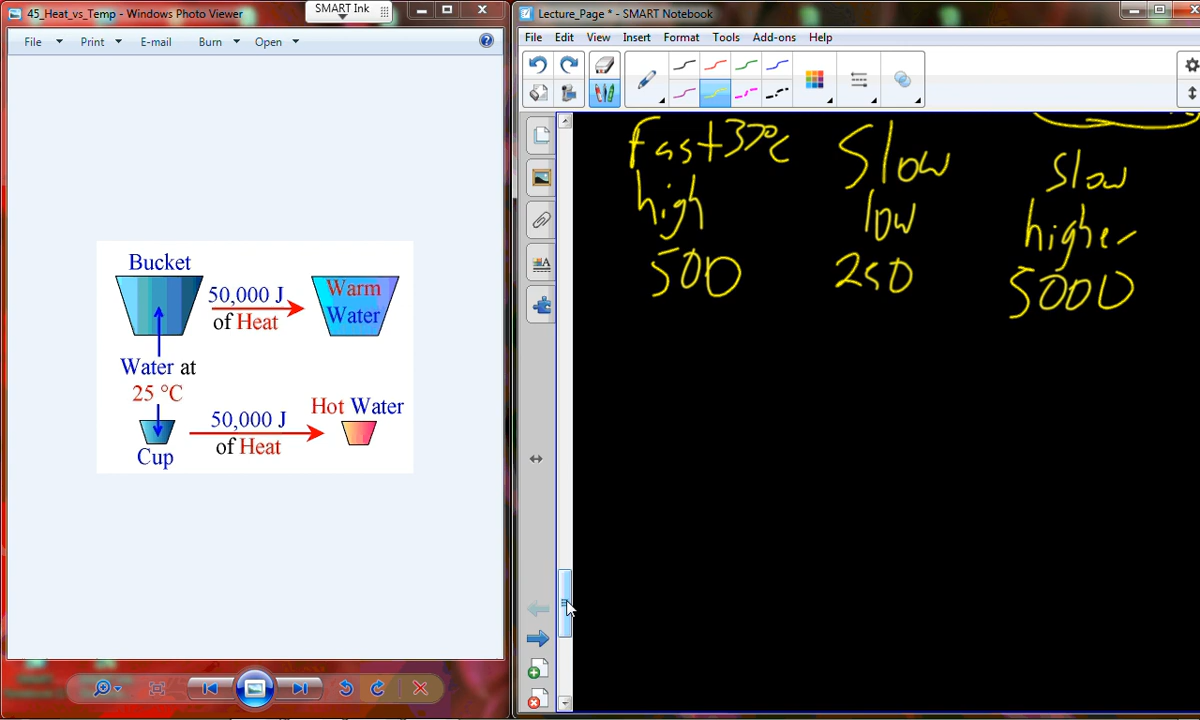 45_Heat_vs_Temp - Windows Photo Viewer
SMART Ink
File Print E-mail Burn Open
Bucket
50,000 J
of Heat
Warm
Water
Water at
25 °C
Cup
50,000 J
of Heat
Hot Water
Lecture_Page * - SMART Notebook
File Edit View Insert Format Tools Add-ons Help
Fast 37°C Slow Slow
high low higher
500 250 5000